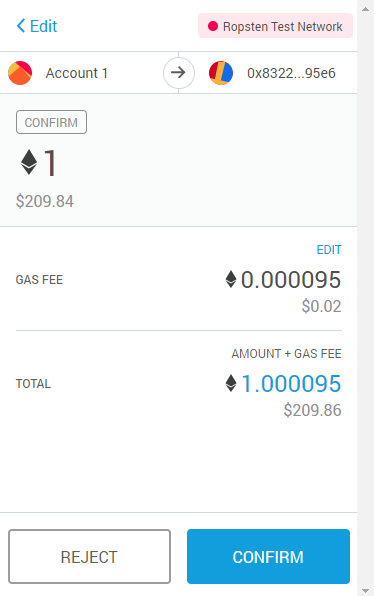 Edit
Ropsten Test Network
Account 1
0x8322...95e6
CONFIRM
1
$209.84
EDIT
GAS FEE
0.000095
$0.02
AMOUNT + GAS FEE
TOTAL
1.000095
$209.86
REJECT
CONFIRM